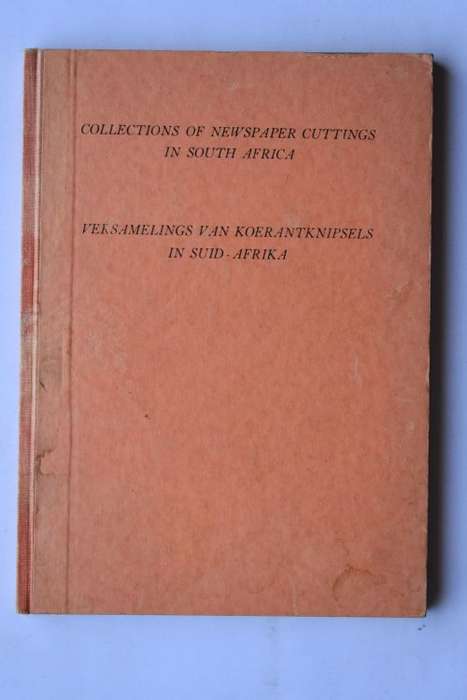 COLLECTIONS OF NEWSPAPER CUTTINGS
IN SOUTH AFRICA
VERSAMELINGS VAN KOERANTKNIPSELS
IN SUID-AFRIKA